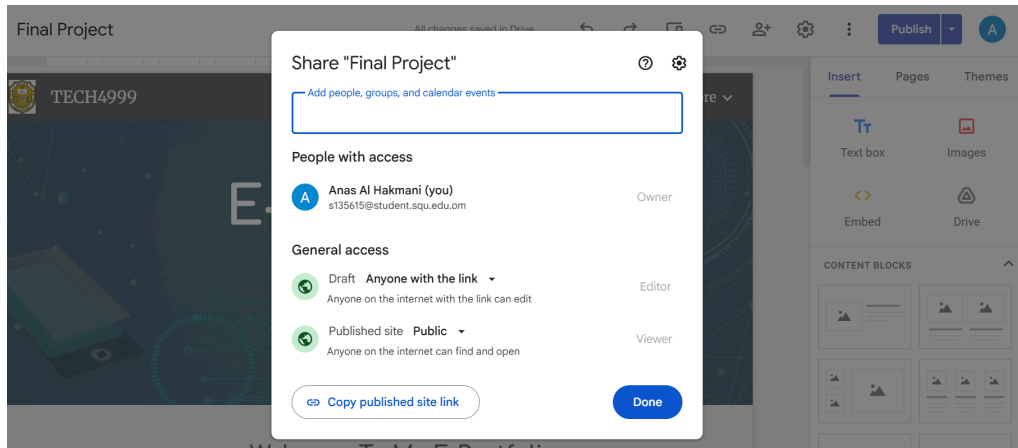 Final Project
All changes saved in Drive
Publish
A
Share "Final Project"
Insert Pages Themes
TECH4999
Add people, groups, and calendar events
re
Text box
Images
People with access
A
Anas Al Hakmani (you)
s135615@student.squ.edu.om
Owner
E-
Embed
Drive
General access
CONTENT BLOCKS
Draft Anyone with the link
Anyone on the internet with the link can edit
Editor
Published site Public
Anyone on the internet can find and open
Viewer
Copy published site link
Done